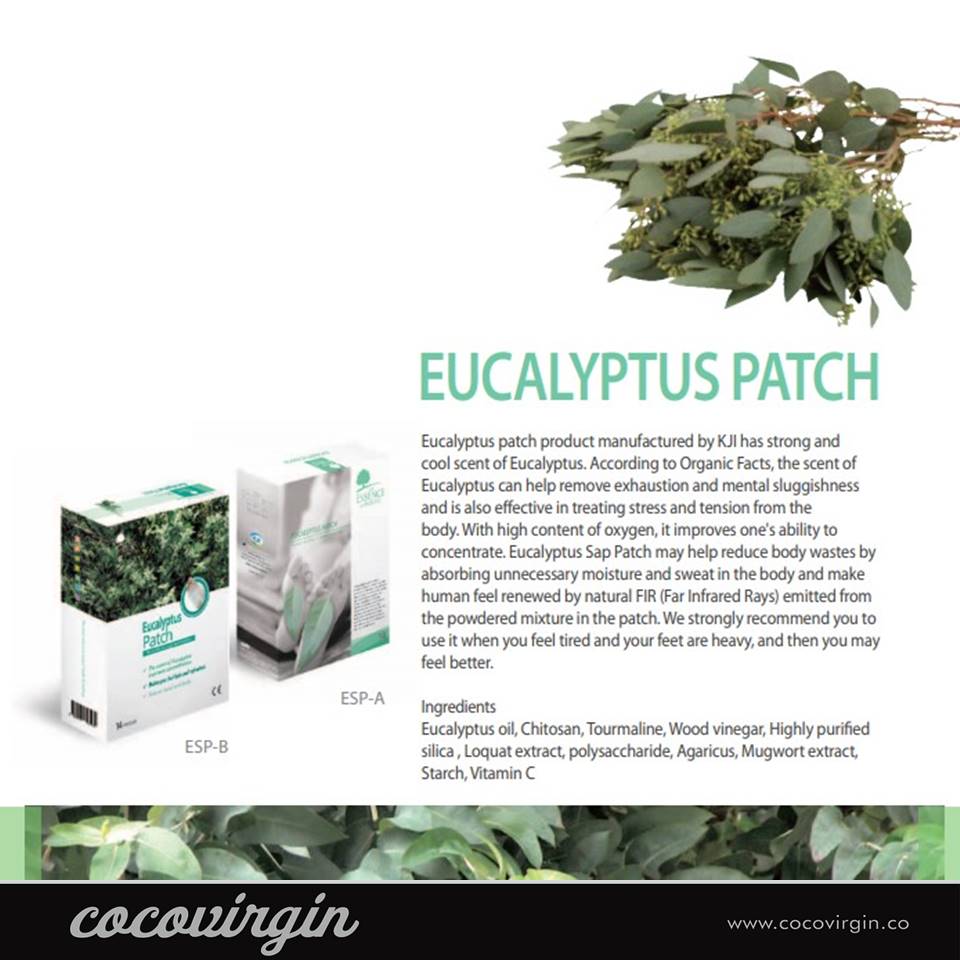 EUCALYPTUS PATCH
Eucalyptus patch product manufactured by KJI has strong and
cool scent of Eucalyptus. According to Organic Facts, the scent of
Eucalyptus can help remove exhaustion and mental sluggishness
and is also effective in treating stress and tension from the
body. With high content of oxygen, it improves one's ability to
concentrate. Eucalyptus Sap Patch may help reduce body wastes by
absorbing unnecessary moisture and sweat in the body and make
human feel renewed by natural FIR (Far Infrared Rays) emitted from
the powdered mixture in the patch. We strongly recommend you to
use it when you feel tired and your feet are heavy, and then you may
feel better.
Ingredients
Eucalyptus oil, Chitosan, Tourmaline, Wood vinegar, Highly purified
silica , Loquat extract, polysaccharide, Agaricus, Mugwort extract,
Starch, Vitamin C
ESSENCE
EUCALYPTUS PATCH
Eucalyptus
Patch
CE
14
ESP-A
ESP-B
cocovirgin
www.cocovirgin.co